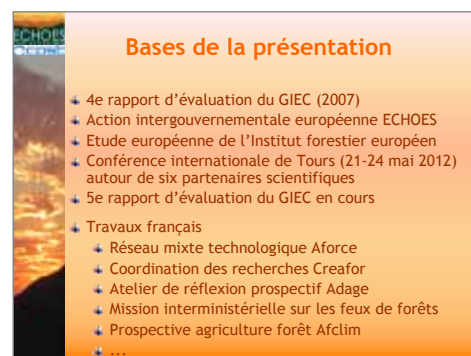 ECHOES
Bases de la présentation
4e rapport d'évaluation du GIEC (2007)
Action intergouvernementale européenne ECHOES
Etude européenne de l'Institut forestier européen
Conférence internationale de Tours (21-24 mai 2012)
autour de six partenaires scientifiques
5e rapport d'évaluation du GIEC en cours
Travaux français
Réseau mixte technologique Aforce
Coordination des recherches Creafor
Atelier de réflexion prospectif Adage
Mission interministérielle sur les feux de forêts
Prospective agriculture forêt Afclim
...